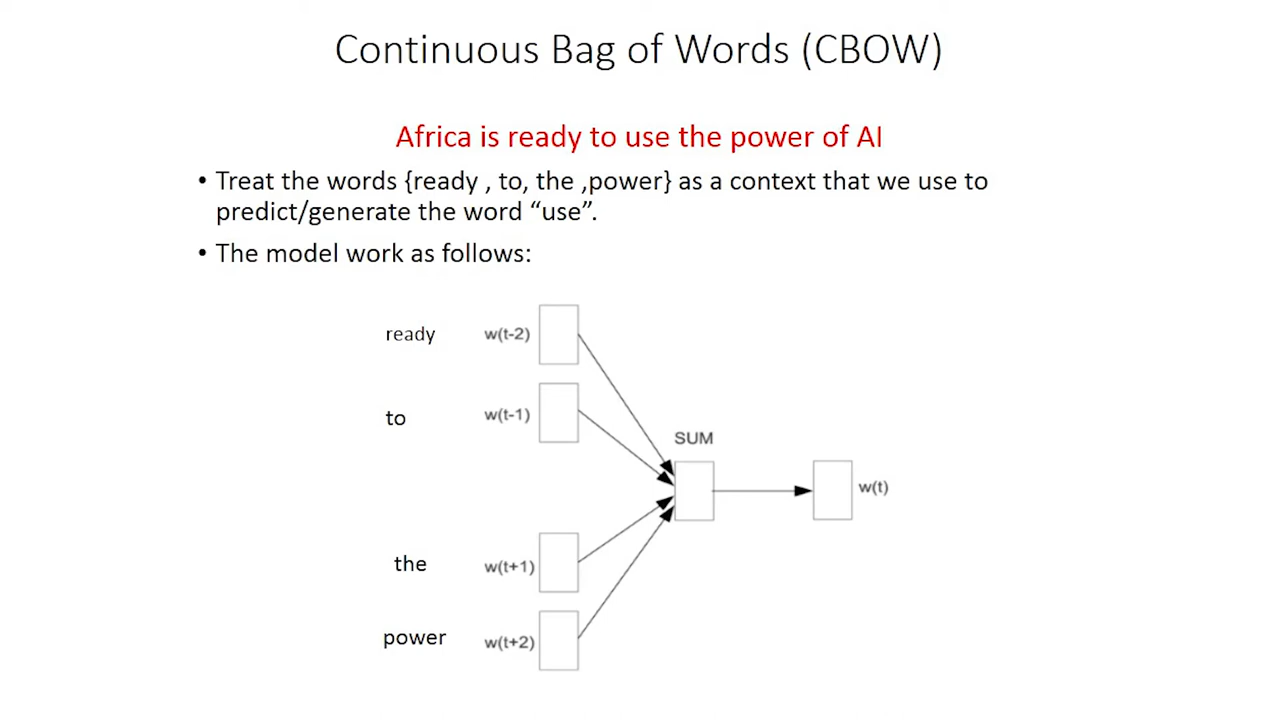 Continuous Bag of Words (CBOW)
Africa is ready to use the power of AI
• Treat the words {ready , to, the ,power} as a context that we use to
predict/generate the word “use”.
• The model work as follows:
ready w(t-2)
to w(t-1)
SUM
w(t)
the w(t+1)
power w(t+2)